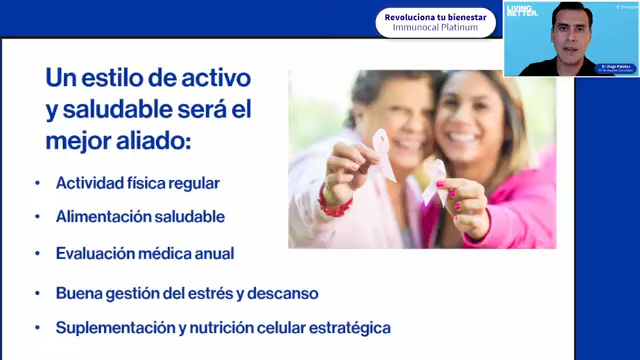 Revoluciona tu bienestar
Immunocal Platinum
LIVING
BETTER.
Un estilo de activo
y saludable será el
mejor aliado:
• Actividad física regular
• Alimentación saludable
• Evaluación médica anual
• Buena gestión del estrés y descanso
• Suplementación y nutrición celular estratégica